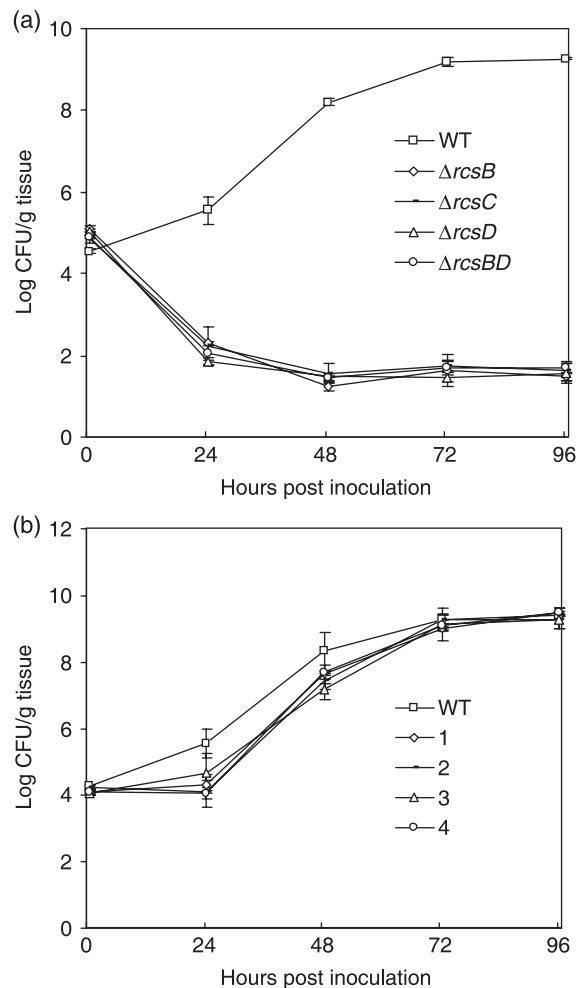 (a)
10
8
6
4
2
0
Log CFU/g tissue
WT
ΔrcsB
ΔrcsC
ΔrcsD
ΔrcsBD
0 24 48 72 96
Hours post inoculation
(b)
12
10
8
6
4
2
0
Log CFU/g tissue
WT
1
2
3
4
0 24 48 72 96
Hours post inoculation